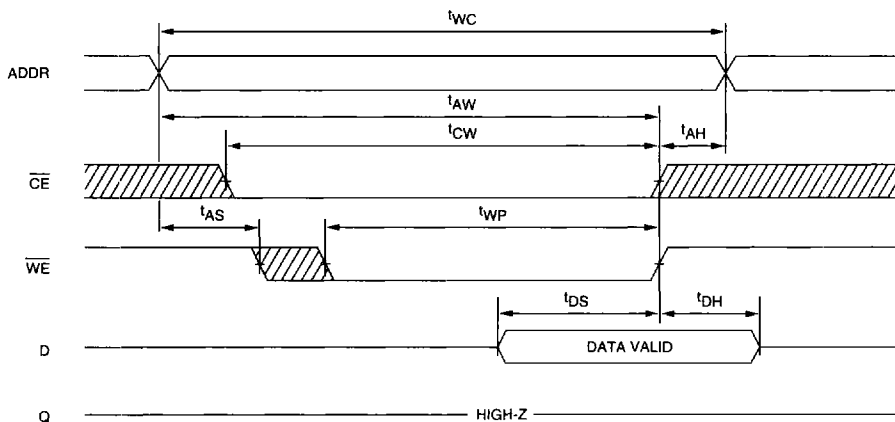 tWC
ADDR
tAW
tCW
tAH
CE
tAS
tWP
WE
tDS
tDH
D
DATA VALID
Q
HIGH-Z